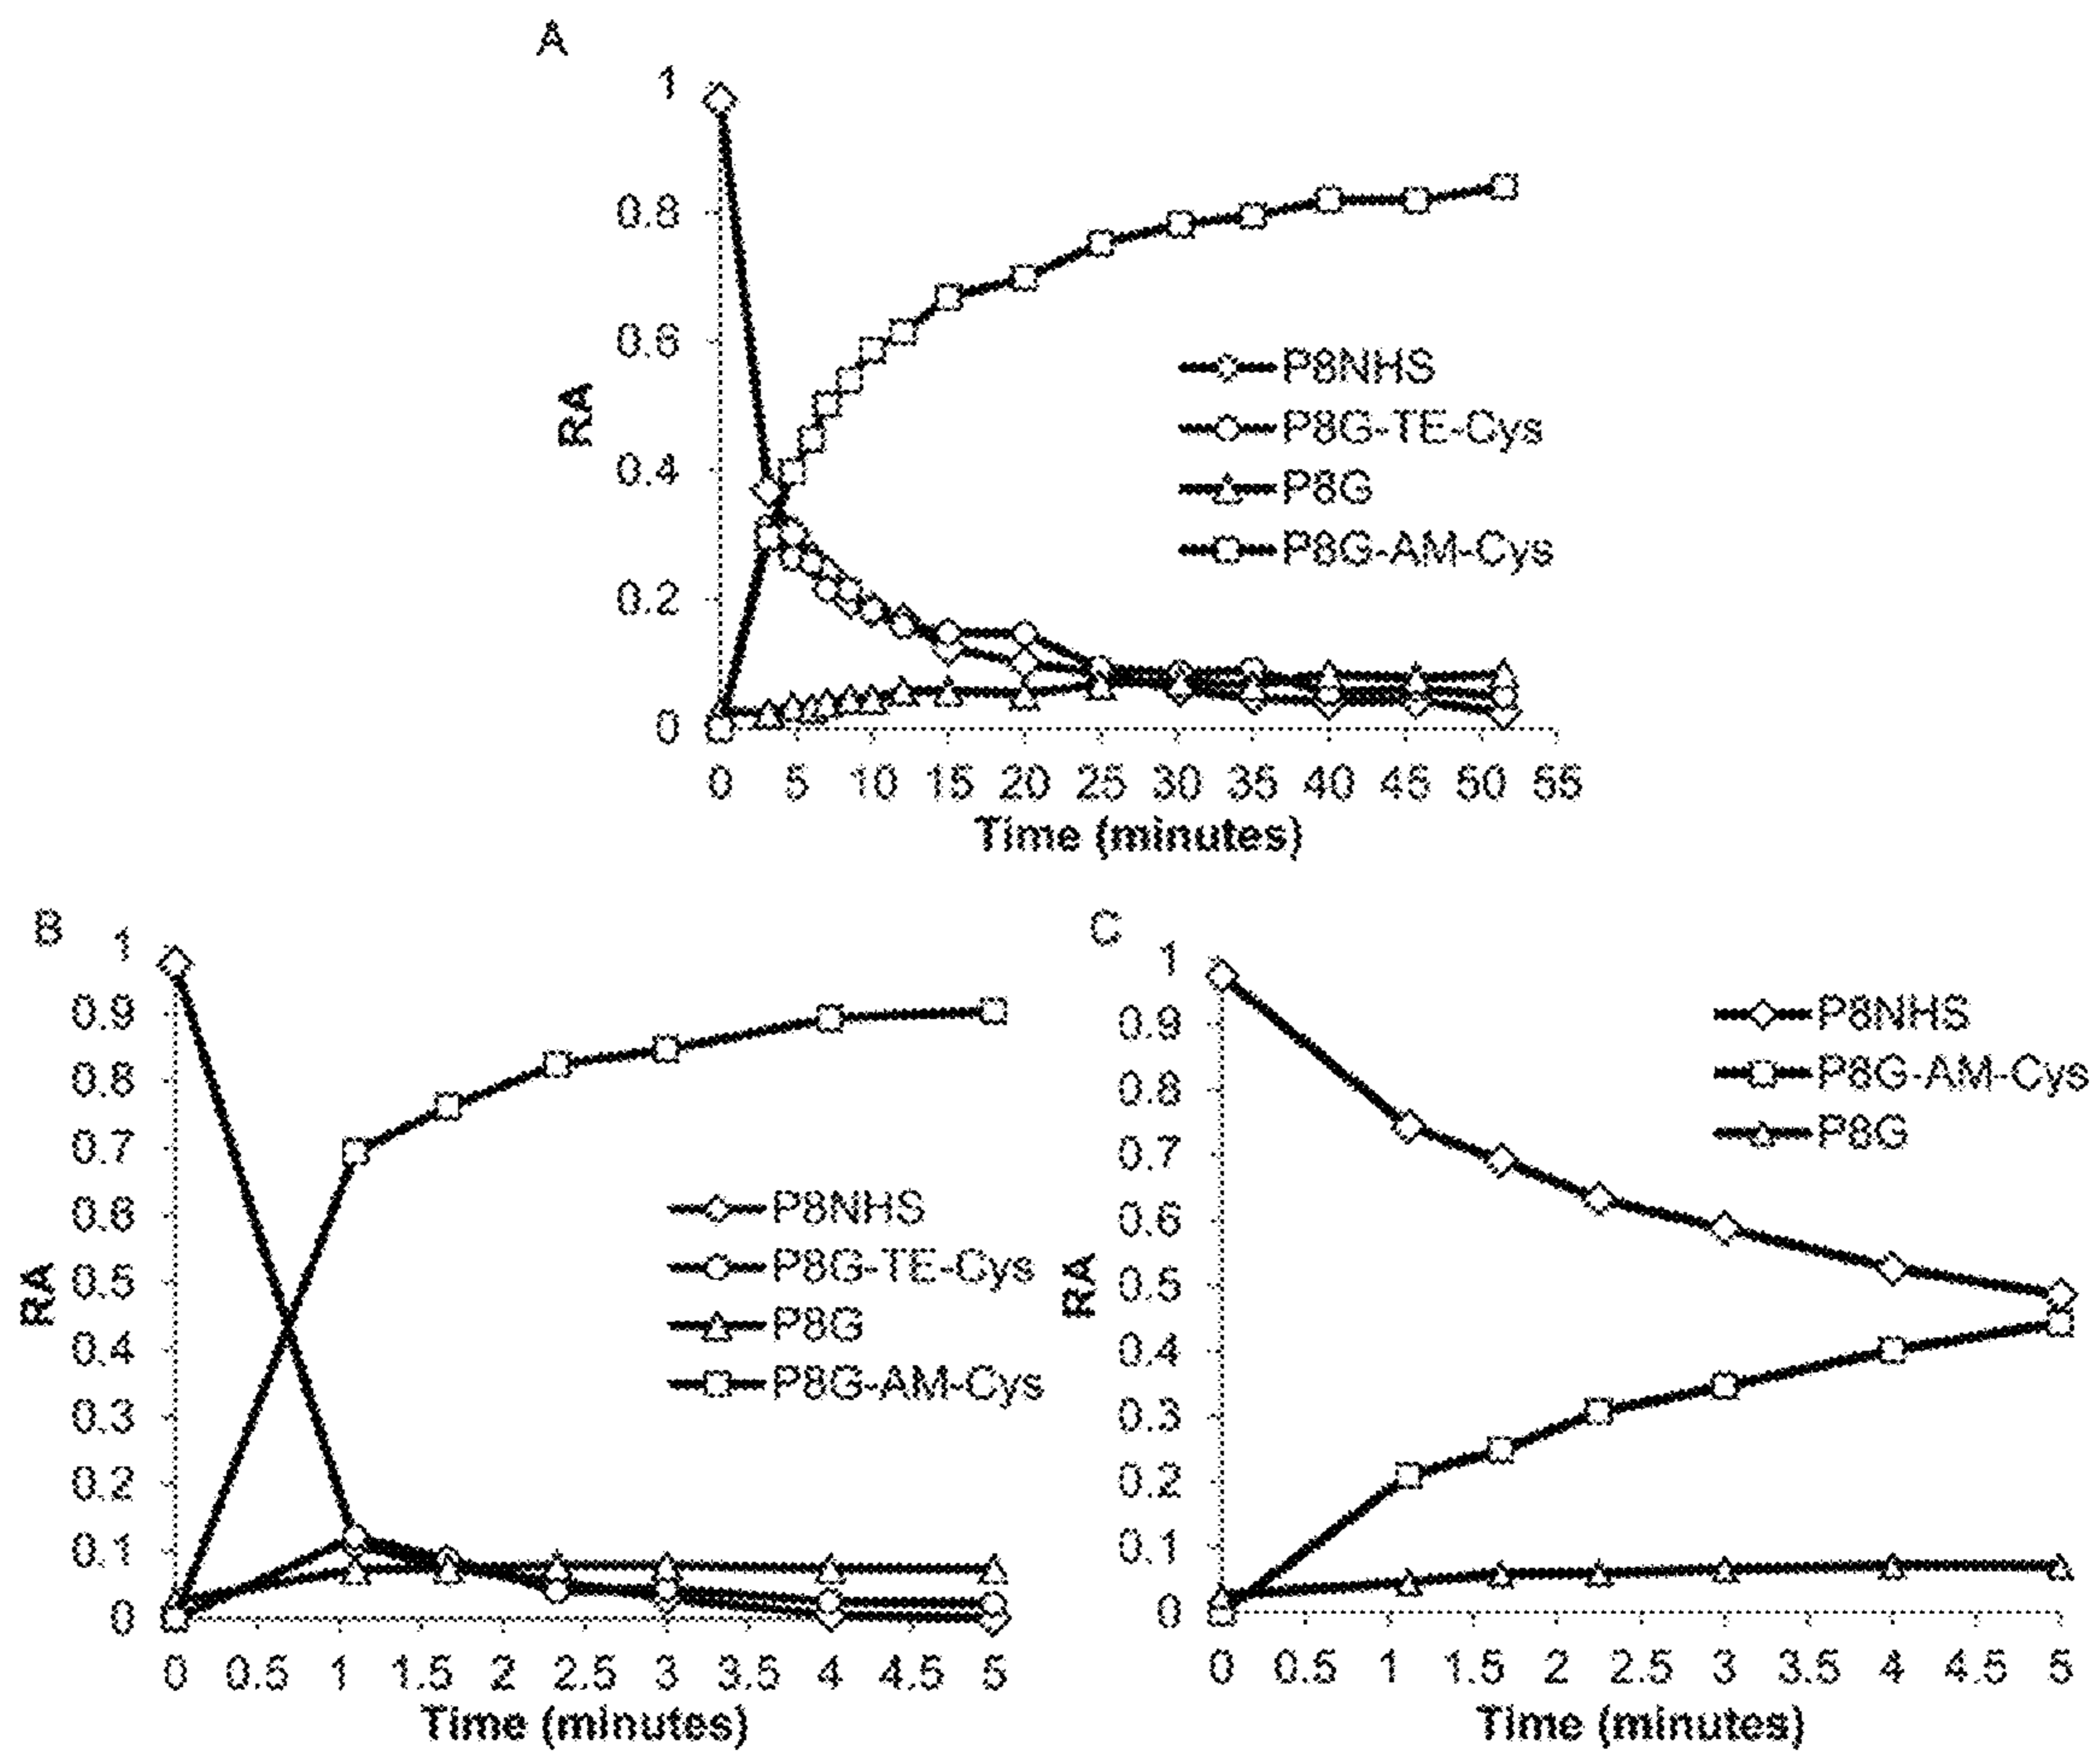 A
1
0.8
0.6
0.4
0.2
0
RA
P8NHS
P8G-TE-Cys
P8G
P8G-AM-Cys
0 5 10 15 20 25 30 35 40 45 50 55
Time (minutes)
B
1
0.9
0.8
0.7
0.6
0.5
0.4
0.3
0.2
0.1
0
RA
P8NHS
P8G-TE-Cys
P8G
P8G-AM-Cys
0 0.5 1 1.5 2 2.5 3 3.5 4 4.5 5
Time (minutes)
C
1
0.9
0.8
0.7
0.6
0.5
0.4
0.3
0.2
0.1
0
RA
P8NHS
P8G-AM-Cys
P8G
0 0.5 1 1.5 2 2.5 3 3.5 4 4.5 5
Time (minutes)